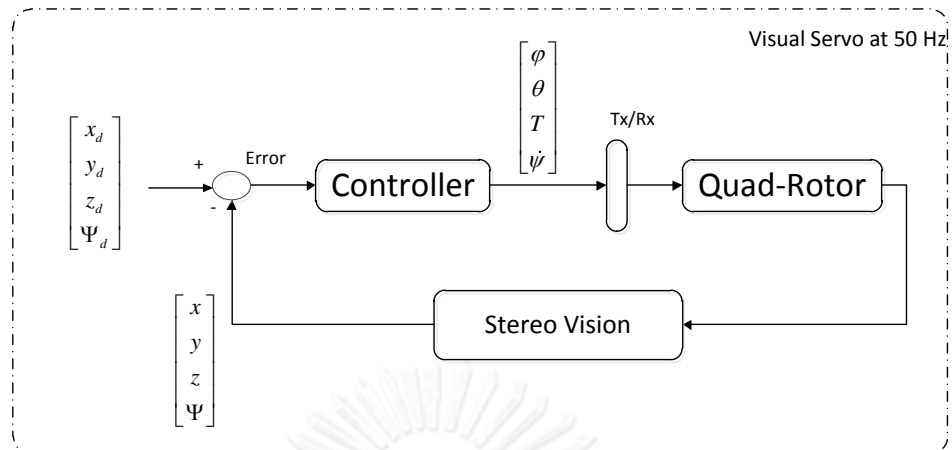 Visual Servo at 50 Hz
φ
θ
T
ψ̇
Tx/Rx
x_d
y_d
z_d
Ψ_d
+
-
Error
Controller
Quad-Rotor
Stereo Vision
x
y
z
Ψ